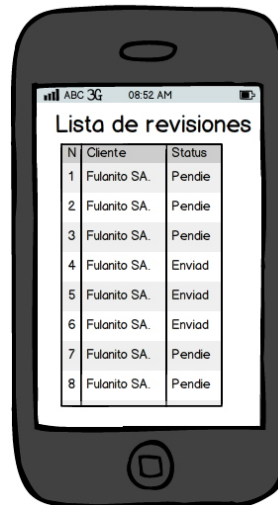 ABC 3G 08:52 AM
Lista de revisiones
N Cliente Status
1 Fulanito SA. Pendie
2 Fulanito SA. Pendie
3 Fulanito SA. Pendie
4 Fulanito SA. Enviad
5 Fulanito SA. Enviad
6 Fulanito SA. Enviad
7 Fulanito SA. Pendie
8 Fulanito SA. Pendie